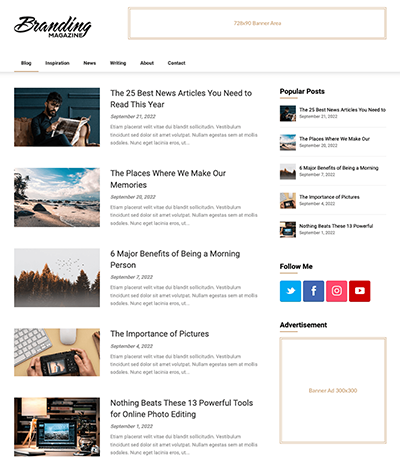 Branding
MAGAZINE
728x90 Banner Area
Blog
Inspiration
News
Writing
About
Contact
The 25 Best News Articles You Need to
Read This Year
September 21, 2022
Etiam placerat velit vitae dui blandit sollicitudin. Vestibulum
tincidunt sed dolor sit amet volutpat. Nullam egestas sem at mollis
sodales. Nunc eget lacinia eros, ut...
The Places Where We Make Our
Memories
September 20, 2022
Etiam placerat velit vitae dui blandit sollicitudin. Vestibulum
tincidunt sed dolor sit amet volutpat. Nullam egestas sem at mollis
sodales. Nunc eget lacinia eros, ut...
6 Major Benefits of Being a Morning
Person
September 7, 2022
Etiam placerat velit vitae dui blandit sollicitudin. Vestibulum
tincidunt sed dolor sit amet volutpat. Nullam egestas sem at mollis
sodales. Nunc eget lacinia eros, ut...
The Importance of Pictures
September 4, 2022
Etiam placerat velit vitae dui blandit sollicitudin. Vestibulum
tincidunt sed dolor sit amet volutpat. Nullam egestas sem at mollis
sodales. Nunc eget lacinia eros, ut...
Nothing Beats These 13 Powerful Tools
for Online Photo Editing
September 1, 2022
Etiam placerat velit vitae dui blandit sollicitudin. Vestibulum
tincidunt sed dolor sit amet volutpat. Nullam egestas sem at mollis
sodales. Nunc eget lacinia eros, ut...
Popular Posts
The 25 Best News Articles You Need to
September 21, 2022
The Places Where We Make Our
September 20, 2022
6 Major Benefits of Being a Morning
September 7, 2022
The Importance of Pictures
September 4, 2022
Nothing Beats These 13 Powerful
September 1, 2022
Follow Me
Advertisement
Banner Ad 300x300